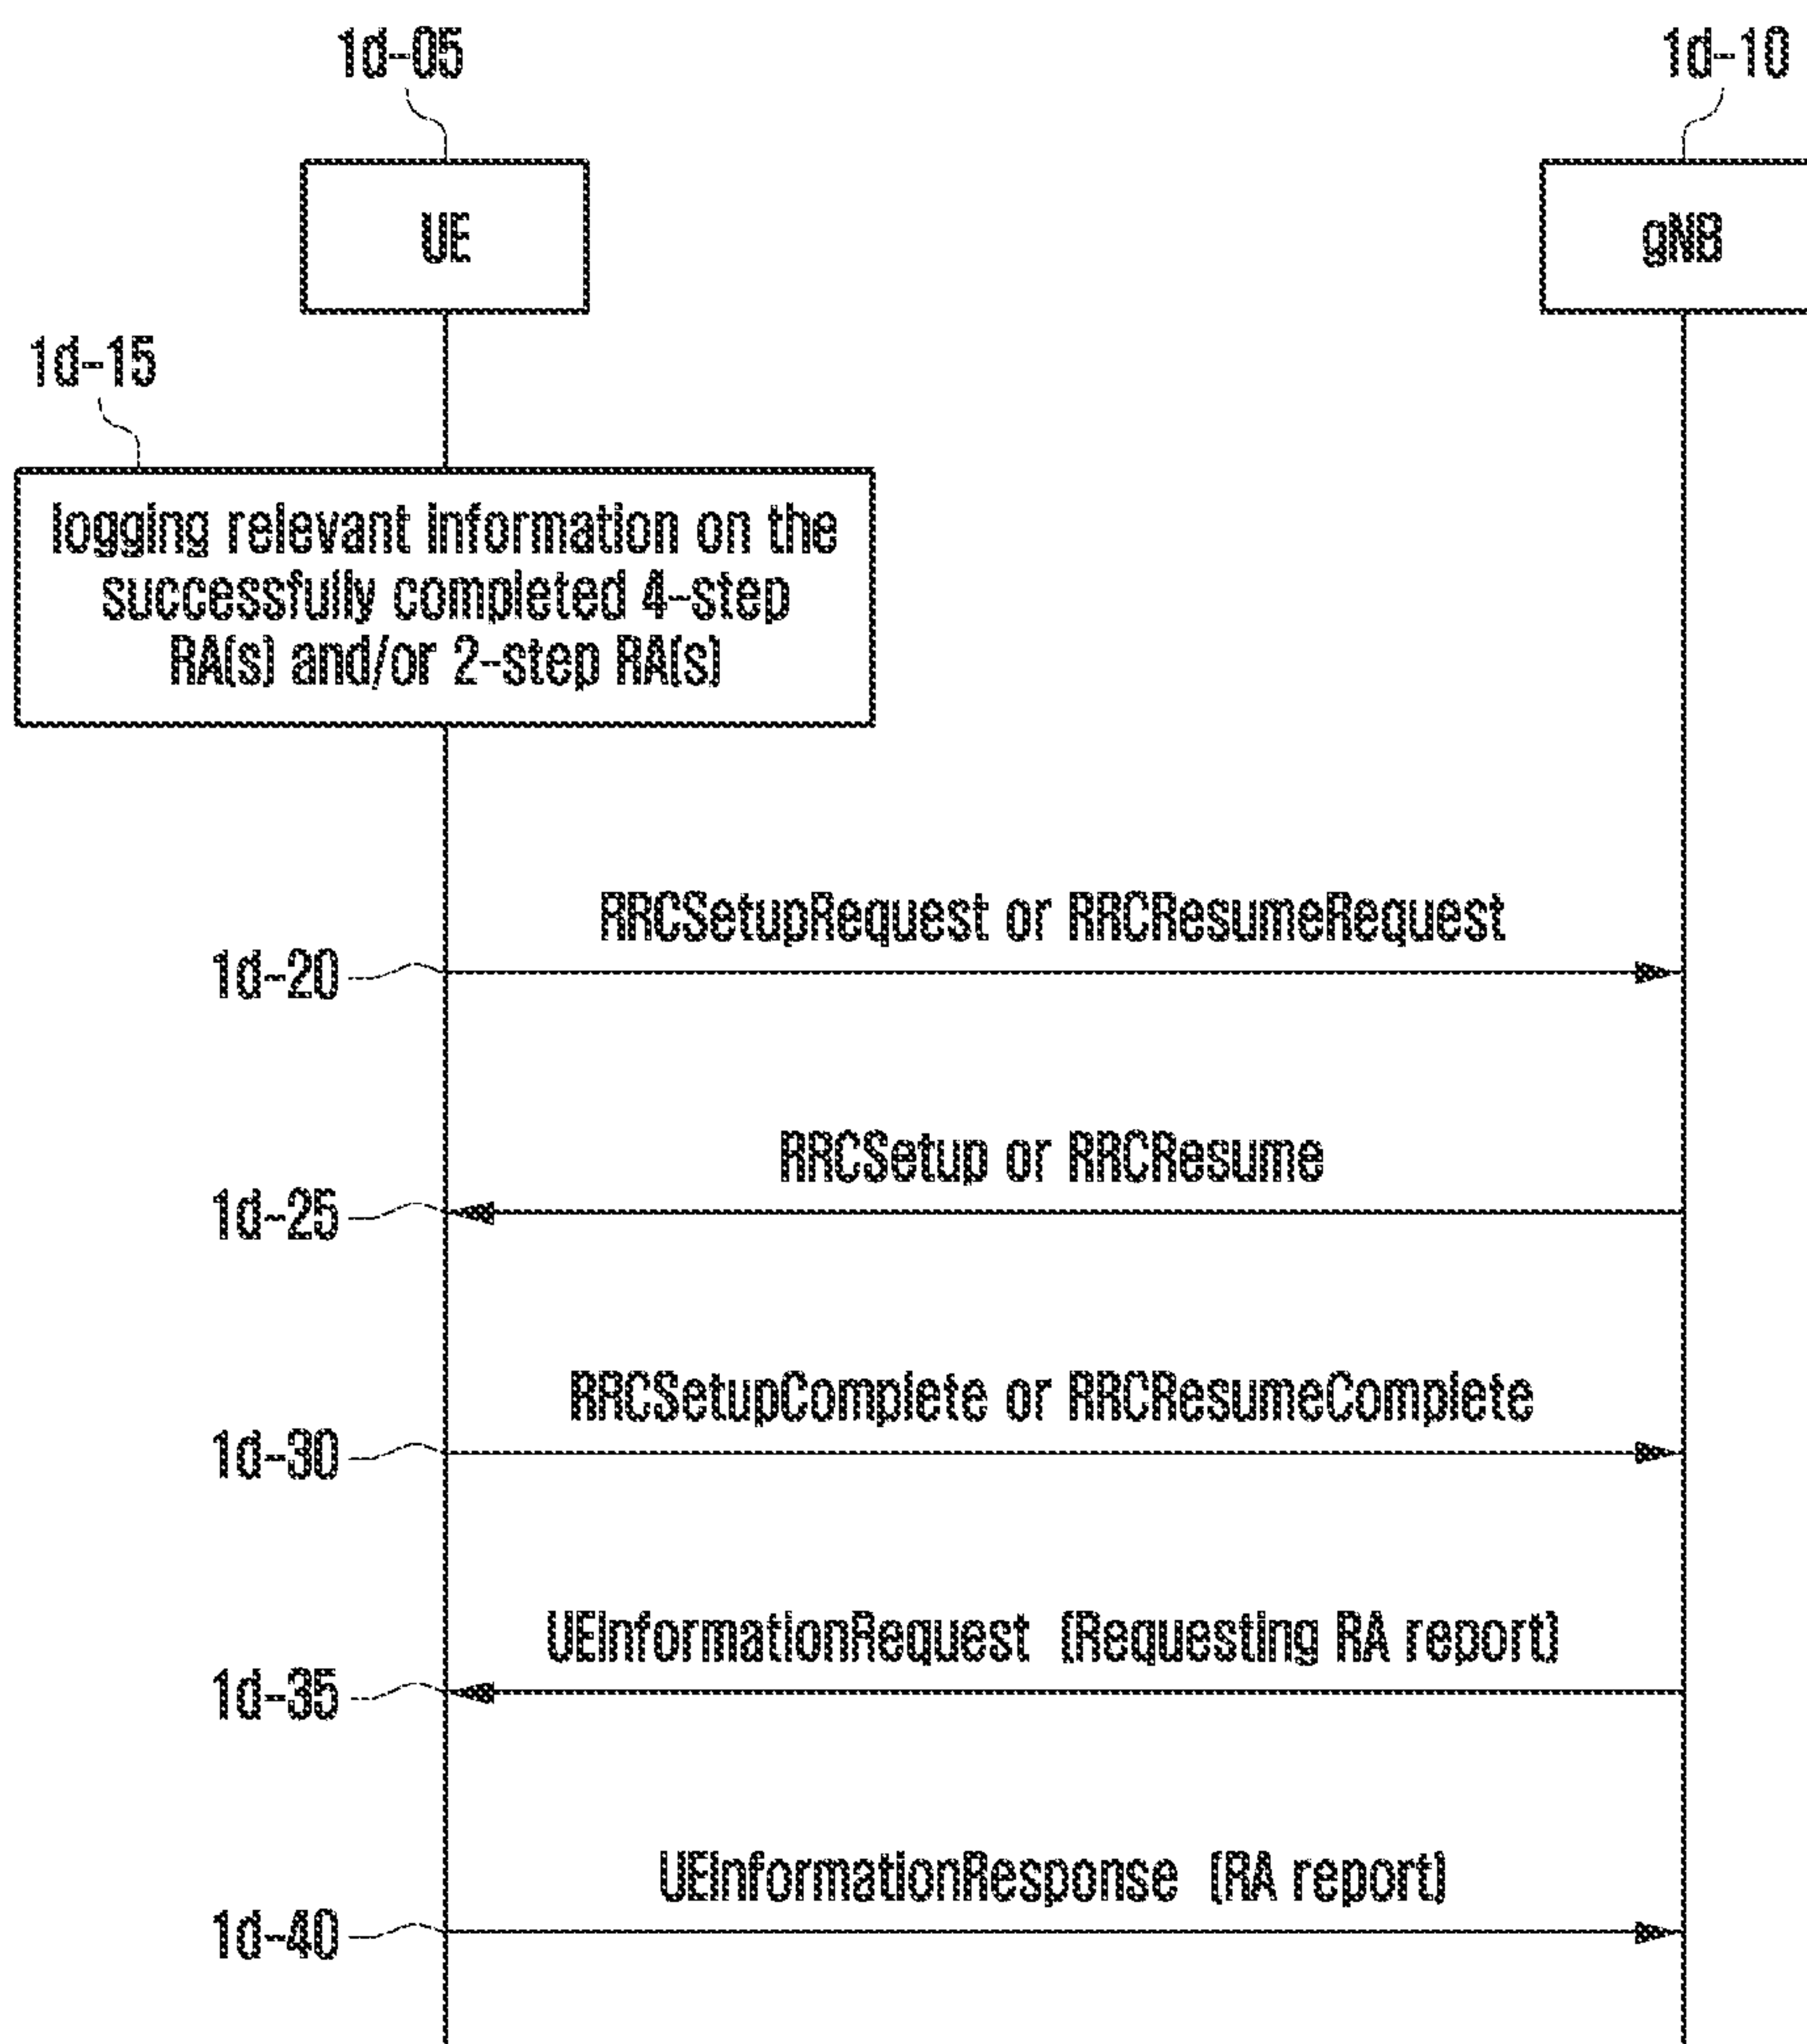 1d-05
1d-10
UE
gNB
1d-15
logging relevant information on the
successfully completed 4-step
RA(s) and/or 2-step RA(s)
RRCSetupRequest or RRCResumeRequest
1d-20
RRCSetup or RRCResume
1d-25
RRCSetupComplete or RRCResumeComplete
1d-30
UEInformationRequest (Requesting RA report)
1d-35
UEInformationResponse (RA report)
1d-40